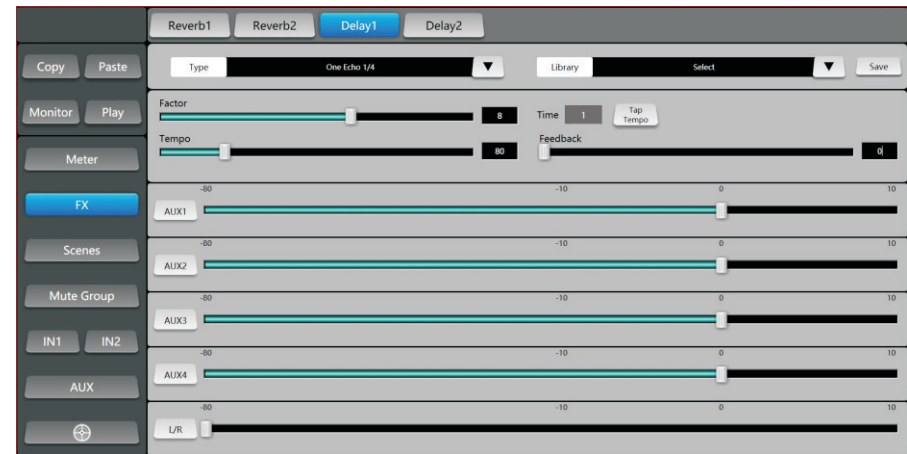 Reverb1 Reverb2 Delay1 Delay2
Copy Paste
Type One Echo 1/4 ▼ Library Select ▼ Save
Monitor Play
Factor 8 Time 1 Tap Tempo
Tempo 80 Feedback 0
Meter
-80 -10 0 10
FX
AUX1
Scenes
-80 -10 0 10
AUX2
Mute Group
-80 -10 0 10
AUX3
IN1 IN2
-80 -10 0 10
AUX4
AUX
-80 -10 0 10
L/R